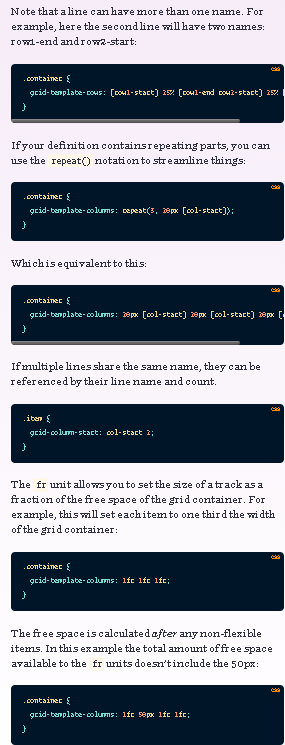 Note that a line can have more than one name. For
example, here the second line will have two names:
row1-end and row2-start:
css
.container {
grid-template-rows: [row1-start] 25% [row1-end row2-start] 25%
}
If your definition contains repeating parts, you can
use the repeat() notation to streamline things:
css
.container {
grid-template-columns: repeat(3, 20px [col-start]);
}
Which is equivalent to this:
css
.container {
grid-template-columns: 20px [col-start] 20px [col-start] 20px [
}
If multiple lines share the same name, they can be
referenced by their line name and count.
css
.item {
grid-column-start: col-start 2;
}
The fr unit allows you to set the size of a track as a
fraction of the free space of the grid container. For
example, this will set each item to one third the width
of the grid container:
css
.container {
grid-template-columns: 1fr 1fr 1fr;
}
The free space is calculated after any non-flexible
items. In this example the total amount of free space
available to the fr units doesn't include the 50px:
css
.container {
grid-template-columns: 1fr 50px 1fr 1fr;
}